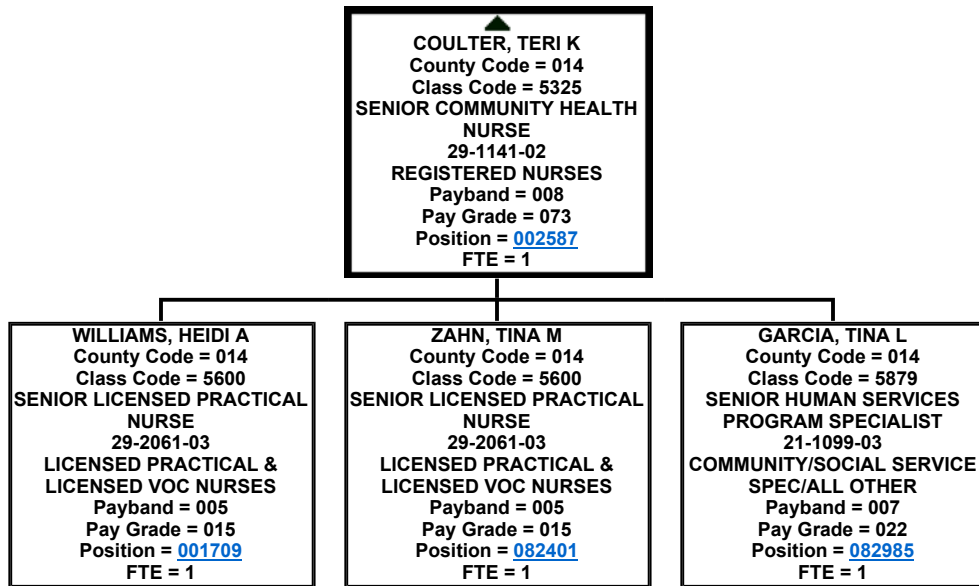 COULTER, TERI K
County Code = 014
Class Code = 5325
SENIOR COMMUNITY HEALTH
NURSE
29-1141-02
REGISTERED NURSES
Payband = 008
Pay Grade = 073
Position = 002587
FTE = 1
WILLIAMS, HEIDI A
County Code = 014
Class Code = 5600
SENIOR LICENSED PRACTICAL
NURSE
29-2061-03
LICENSED PRACTICAL &
LICENSED VOC NURSES
Payband = 005
Pay Grade = 015
Position = 001709
FTE = 1
ZAHN, TINA M
County Code = 014
Class Code = 5600
SENIOR LICENSED PRACTICAL
NURSE
29-2061-03
LICENSED PRACTICAL &
LICENSED VOC NURSES
Payband = 005
Pay Grade = 015
Position = 082401
FTE = 1
GARCIA, TINA L
County Code = 014
Class Code = 5879
SENIOR HUMAN SERVICES
PROGRAM SPECIALIST
21-1099-03
COMMUNITY/SOCIAL SERVICE
SPEC/ALL OTHER
Payband = 007
Pay Grade = 022
Position = 082985
FTE = 1